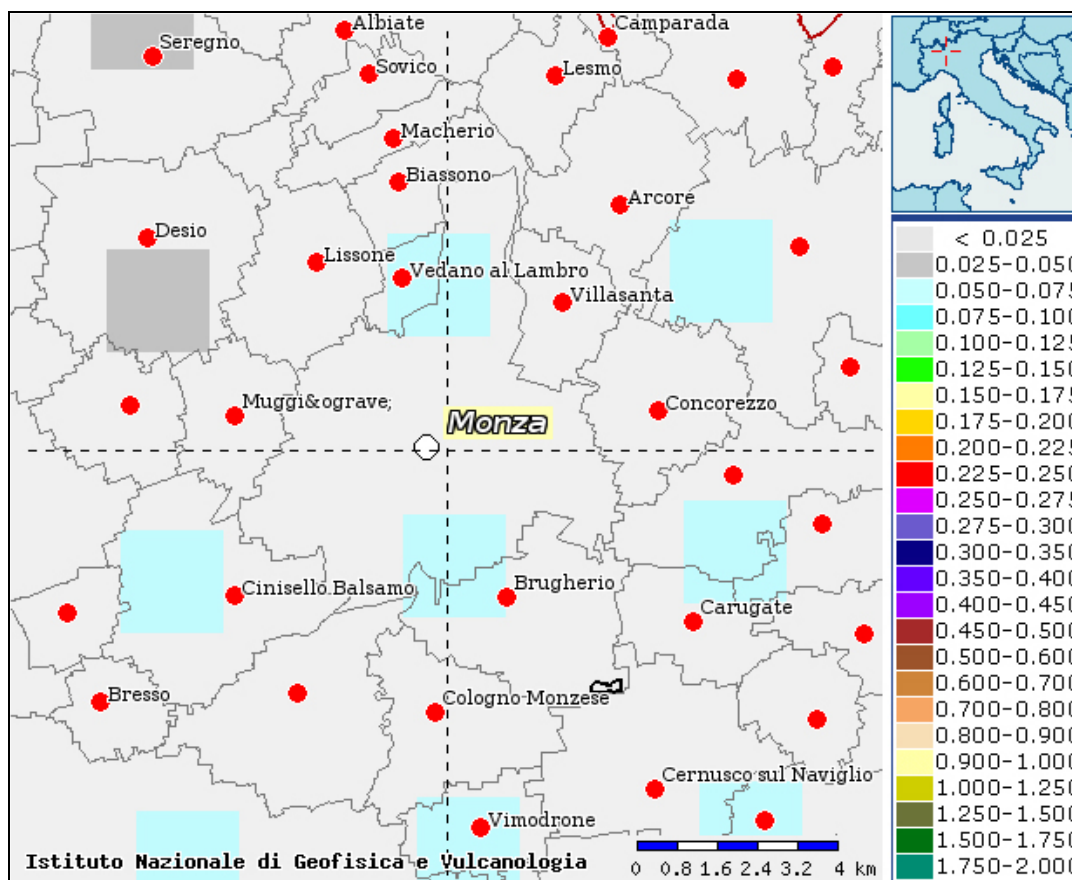 Albiate
Camparada
Seregno
Sovico
Lesmo
Macherio
Biassono
Arcore
Desio
Lissone
Vedano al Lambro
Villasanta
Muggi&ograve;
Concorezzo
Monza
Cinisello Balsamo
Brugherio
Carugate
Bresso
Cologno Monzese
Cernusco sul Naviglio
Vimodrone
Istituto Nazionale di Geofisica e Vulcanologia
0 0.8 1.6 2.4 3.2 4 km
< 0.025
0.025-0.050
0.050-0.075
0.075-0.100
0.100-0.125
0.125-0.150
0.150-0.175
0.175-0.200
0.200-0.225
0.225-0.250
0.250-0.275
0.275-0.300
0.300-0.350
0.350-0.400
0.400-0.450
0.450-0.500
0.500-0.600
0.600-0.700
0.700-0.800
0.800-0.900
0.900-1.000
1.000-1.250
1.250-1.500
1.500-1.750
1.750-2.000